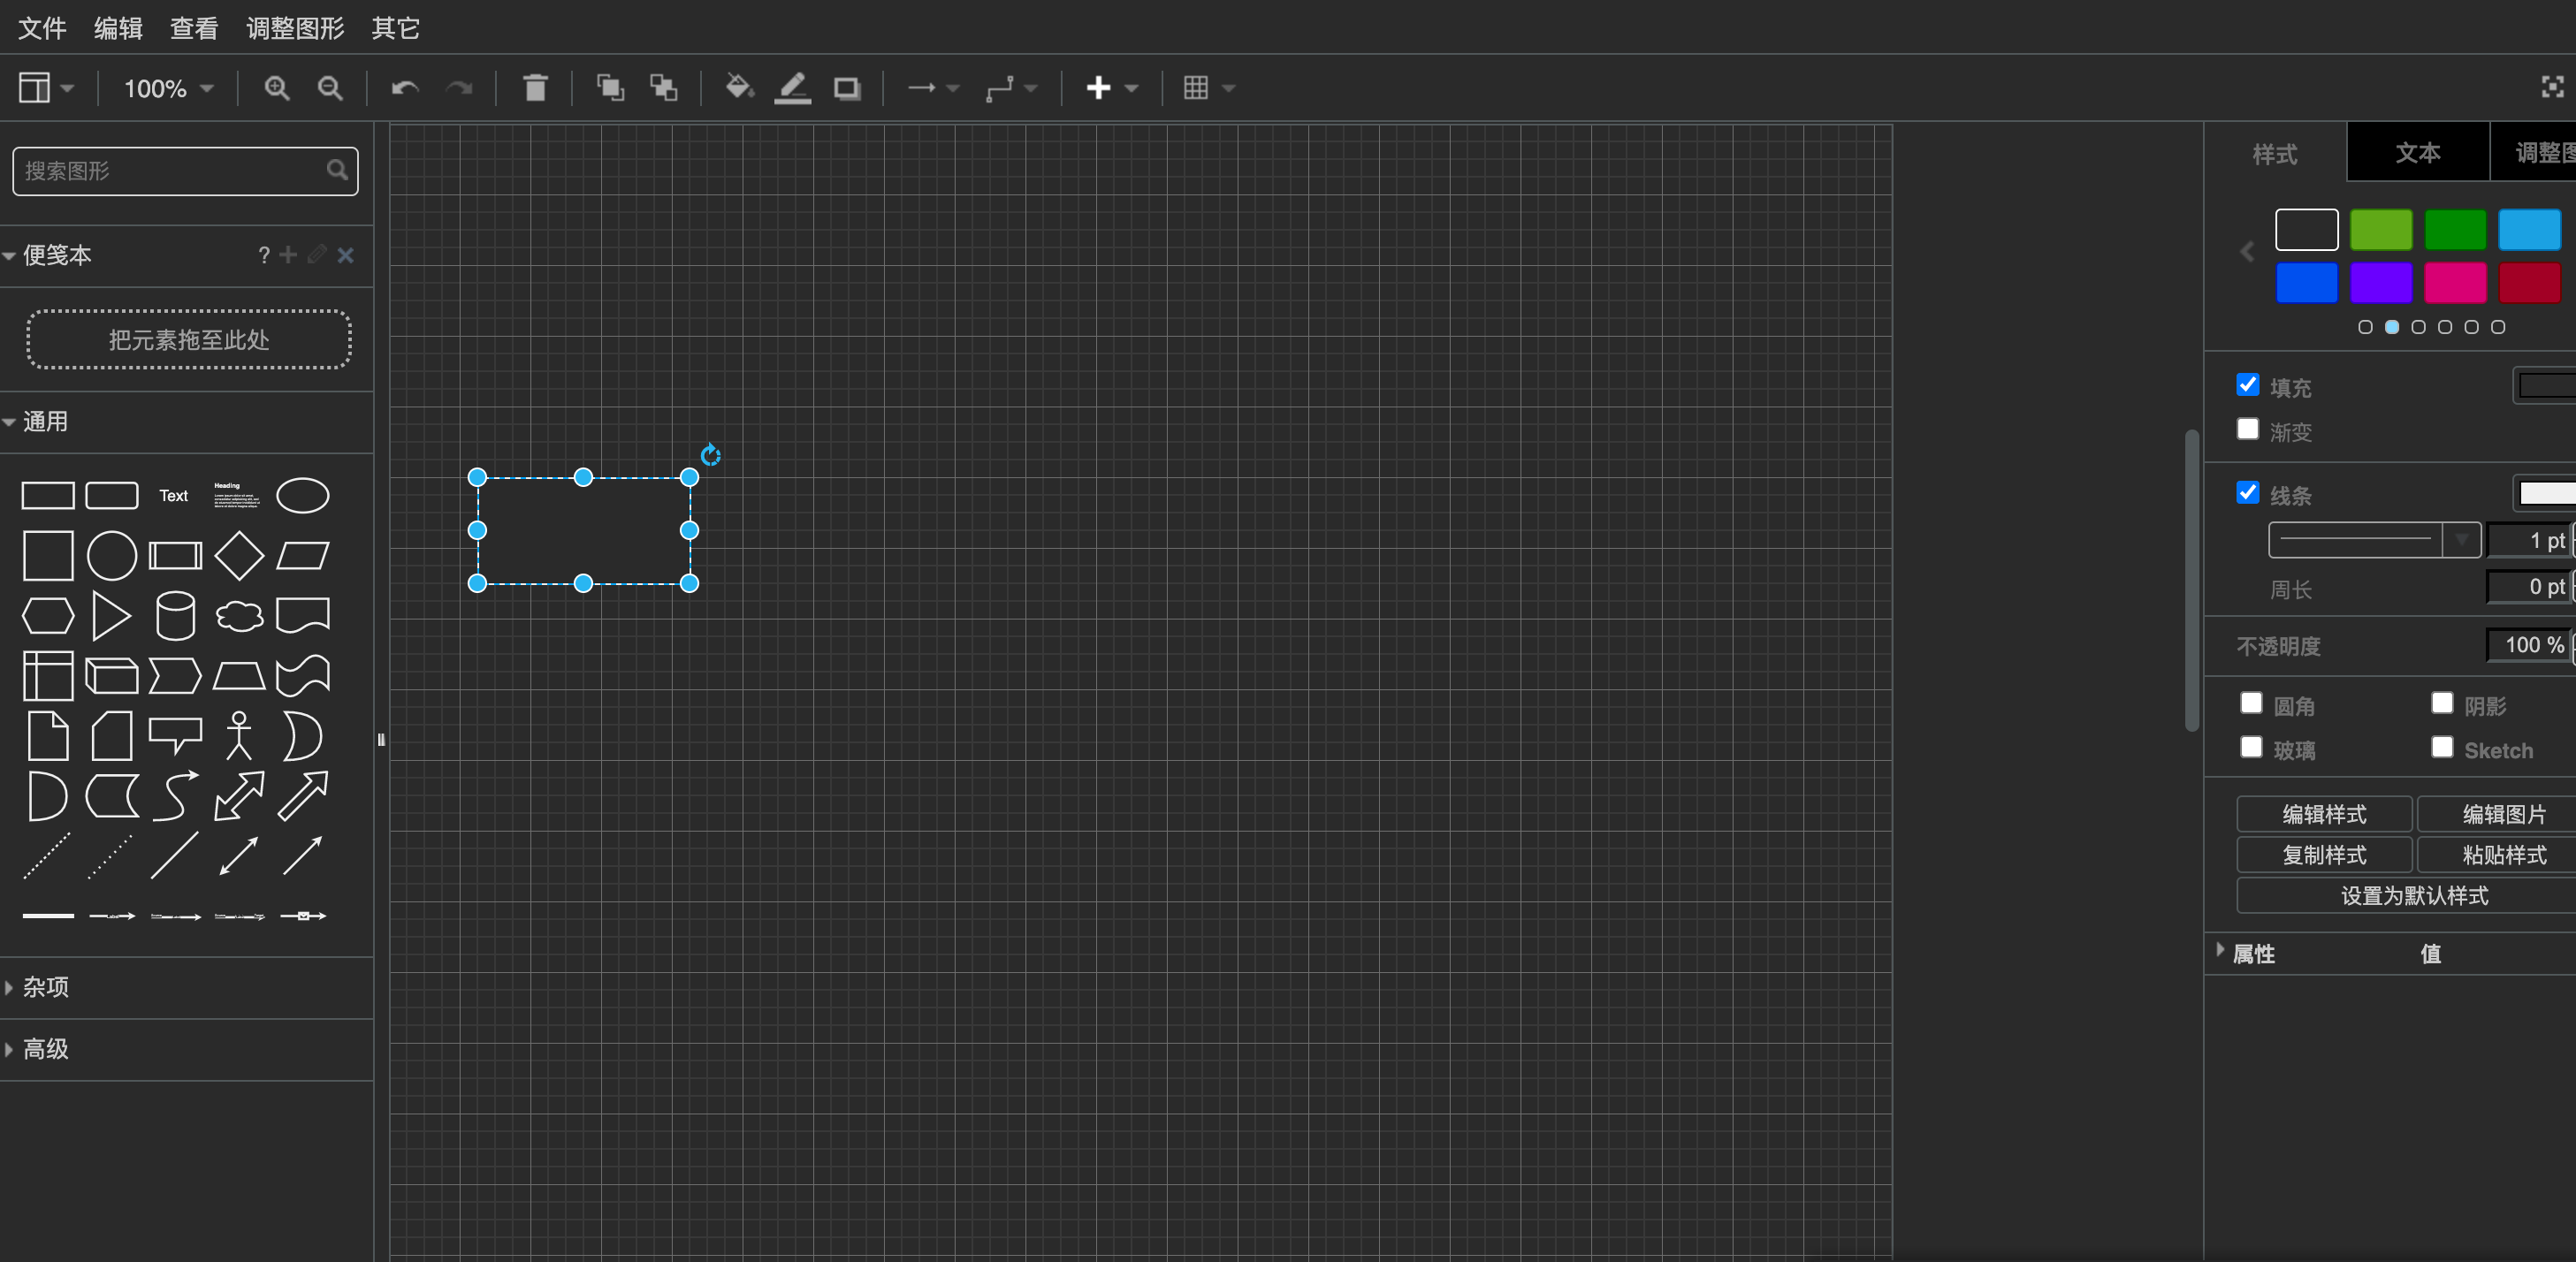 文件 编辑 查看 调整图形 其它
100%
搜索图形
样式 文本 调整图
便笺本 ?
把元素拖至此处
填充
通用
渐变
线条
Text Heading
1 pt
周长 0 pt
不透明度 100 %
圆角 阴影
玻璃 Sketch
编辑样式 编辑图片
复制样式 粘贴样式
设置为默认样式
属性 值
杂项
高级